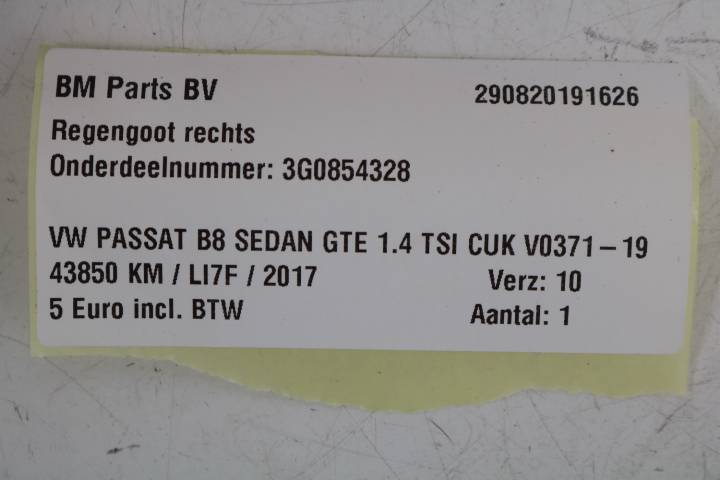 BM Parts BV 290820191626
Regengoot rechts
Onderdeelnummer: 3G0854328
VW PASSAT B8 SEDAN GTE 1.4 TSI CUK V0371-19
43850 KM / LI7F / 2017 Verz: 10
5 Euro incl. BTW Aantal: 1